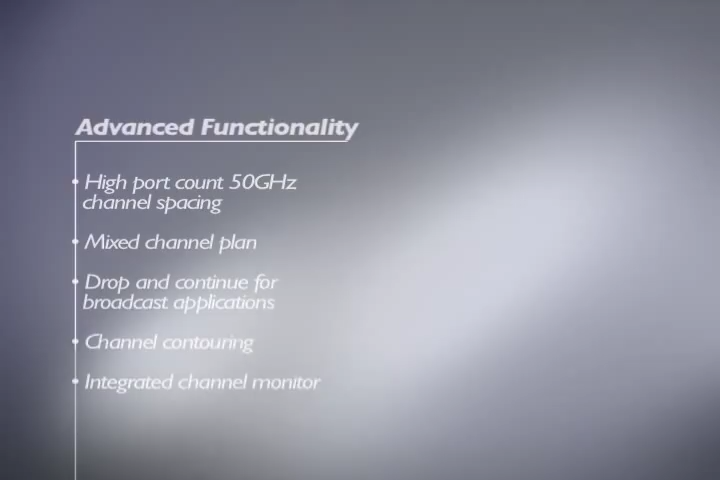 Advanced Functionality
• High port count 50GHz
channel spacing
• Mixed channel plan
• Drop and continue for
broadcast applications
• Channel contouring
• Integrated channel monitor